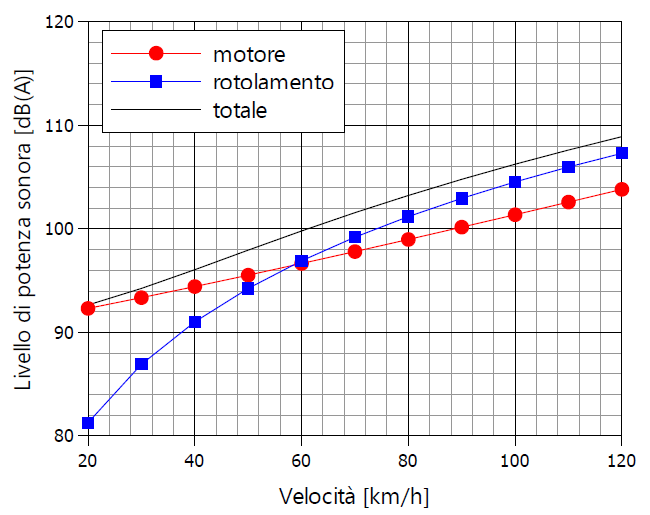 120
110
100
90
80
Livello di potenza sonora [dB(A)]
motore
rotolamento
totale
20
40
60
80
100
120
Velocità [km/h]